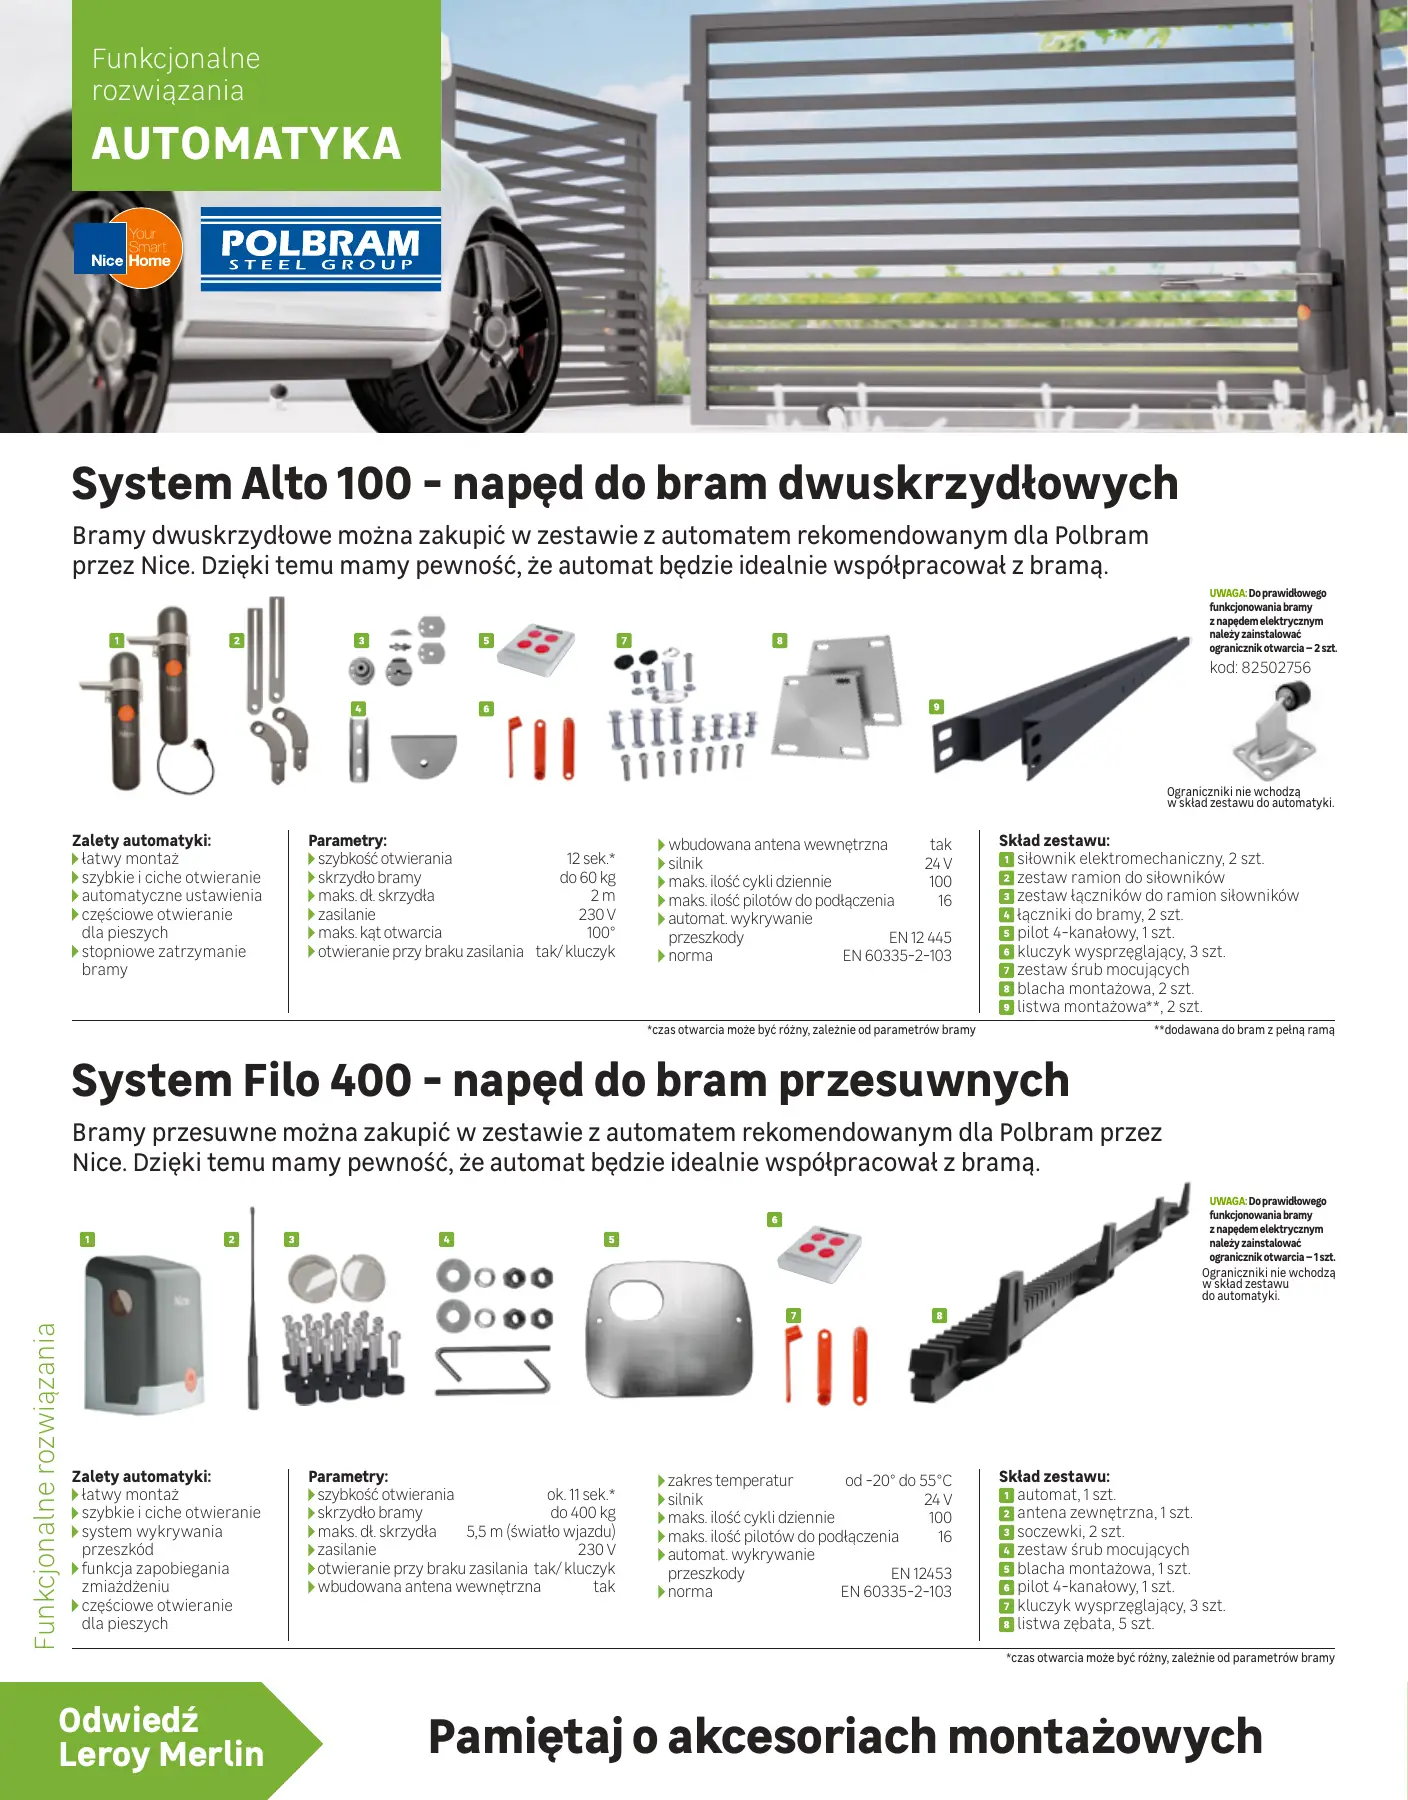 Funkcjonalne
rozwiązania
AUTOMATYKA
Nice
Your
Smart
Home
POLBRAM
STEEL GROUP
System Alto 100 - napęd do bram dwuskrzydłowych
Bramy dwuskrzydłowe można zakupić w zestawie z automatem rekomendowanym dla Polbram
przez Nice. Dzięki temu mamy pewność, że automat będzie idealnie współpracował z bramą.
UWAGA: Do prawidłowego
funkcjonowania bramy
z napędem elektrycznym
należy zainstalować
ogranicznik otwarcia – 2 szt.
kod: 82502756
1
2
3
4
5
6
7
8
9
Ograniczniki nie wchodzą
w skład zestawu do automatyki.
Zalety automatyki:
łatwy montaż
szybkie i ciche otwieranie
automatyczne ustawienia
częściowe otwieranie
dla pieszych
stopniowe zatrzymanie
bramy
Parametry:
szybkość otwierania 12 sek.*
skrzydło bramy do 60 kg
maks. dł. skrzydła 2 m
zasilanie 230 V
maks. kąt otwarcia 100°
otwieranie przy braku zasilania tak/ kluczyk
wbudowana antena wewnętrzna tak
silnik 24 V
maks. ilość cykli dziennie 100
maks. ilość pilotów do podłączenia 16
automat. wykrywanie
przeszkody EN 12 445
norma EN 60335-2-103
Skład zestawu:
1 siłownik elektromechaniczny, 2 szt.
2 zestaw ramion do siłowników
3 zestaw łączników do ramion siłowników
4 łączniki do bramy, 2 szt.
5 pilot 4-kanałowy, 1 szt.
6 kluczyk wysprzęglający, 3 szt.
7 zestaw śrub mocujących
8 blacha montażowa, 2 szt.
9 listwa montażowa**, 2 szt.
*czas otwarcia może być różny, zależnie od parametrów bramy
**dodawana do bram z pełną ramą
System Filo 400 - napęd do bram przesuwnych
Bramy przesuwne można zakupić w zestawie z automatem rekomendowanym dla Polbram przez
Nice. Dzięki temu mamy pewność, że automat będzie idealnie współpracował z bramą.
UWAGA: Do prawidłowego
funkcjonowania bramy
z napędem elektrycznym
należy zainstalować
ogranicznik otwarcia – 1 szt.
Ograniczniki nie wchodzą
w skład zestawu
do automatyki.
1
2
3
4
5
6
7
8
Nice
Zalety automatyki:
łatwy montaż
szybkie i ciche otwieranie
system wykrywania
przeszkód
funkcja zapobiegania
zmiażdżeniu
częściowe otwieranie
dla pieszych
Parametry:
szybkość otwierania ok. 11 sek.*
skrzydło bramy do 400 kg
maks. dł. skrzydła 5,5 m (światło wjazdu)
zasilanie 230 V
otwieranie przy braku zasilania tak/ kluczyk
wbudowana antena wewnętrzna tak
zakres temperatur od -20° do 55°C
silnik 24 V
maks. ilość cykli dziennie 100
maks. ilość pilotów do podłączenia 16
automat. wykrywanie
przeszkody EN 12453
norma EN 60335-2-103
Skład zestawu:
1 automat, 1 szt.
2 antena zewnętrzna, 1 szt.
3 soczewki, 2 szt.
4 zestaw śrub mocujących
5 blacha montażowa, 1 szt.
6 pilot 4-kanałowy, 1 szt.
7 kluczyk wysprzęglający, 3 szt.
8 listwa zębata, 5 szt.
*czas otwarcia może być różny, zależnie od parametrów bramy
Funkcjonalne rozwiązania
Odwiedź
Leroy Merlin
Pamiętaj o akcesoriach montażowych